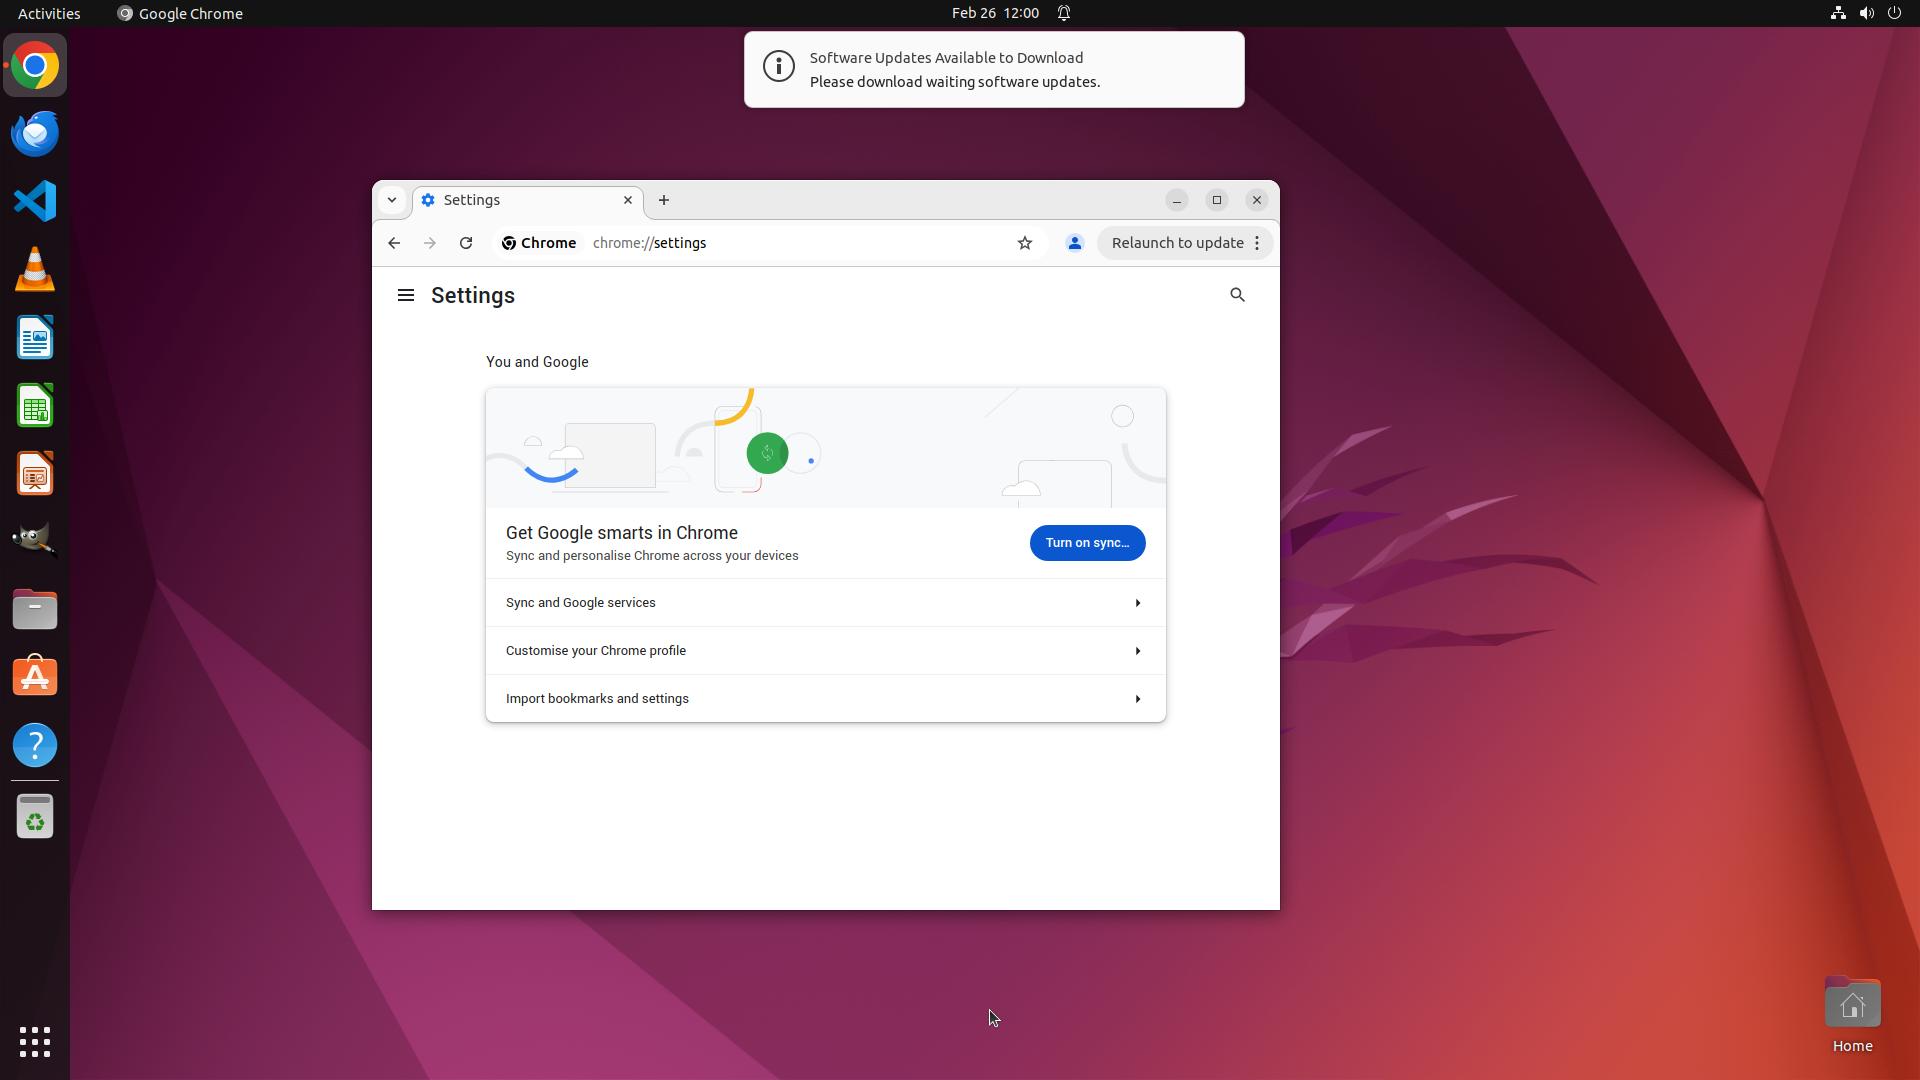 Activities
Google Chrome
Feb 26 12:00
Software Updates Available to Download
Please download waiting software updates.
Settings
Chrome
chrome://settings
Relaunch to update
Settings
You and Google
Get Google smarts in Chrome
Sync and personalise Chrome across your devices
Turn on sync...
Sync and Google services
Customise your Chrome profile
Import bookmarks and settings
Home